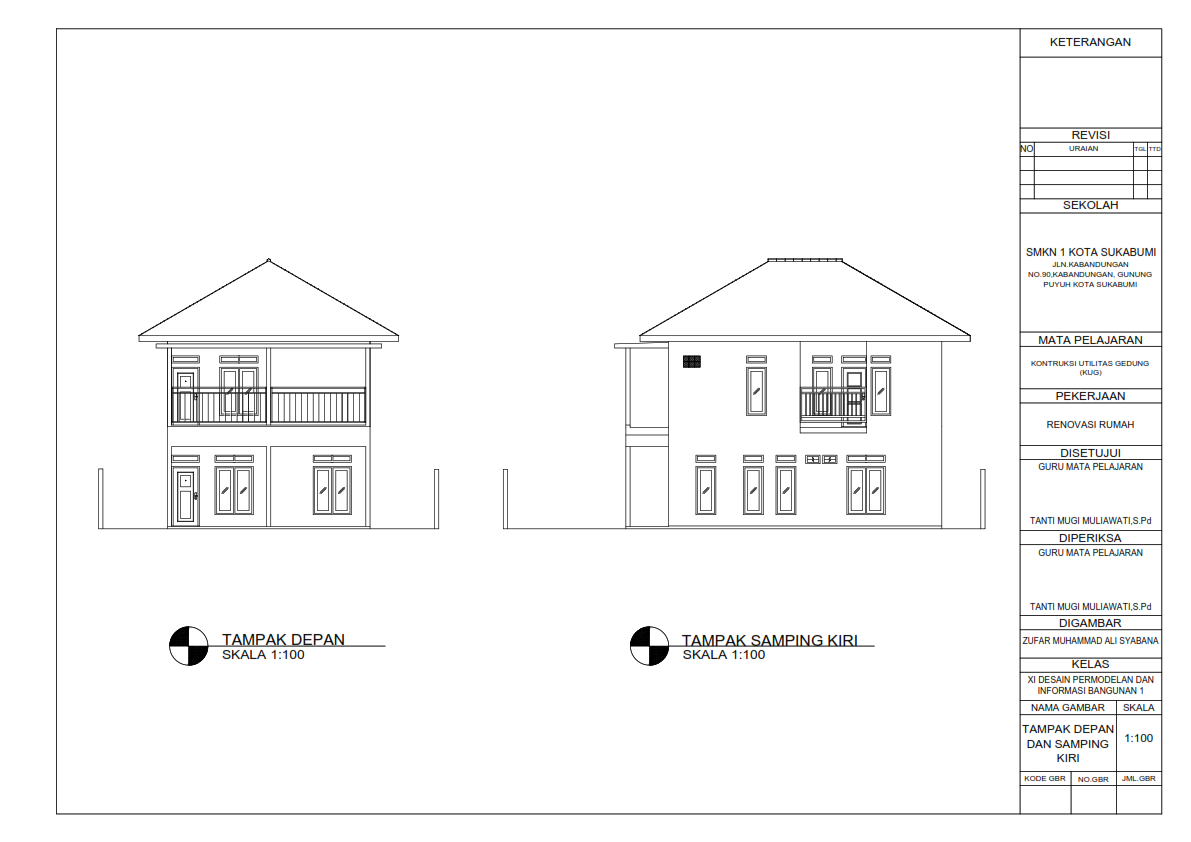 KETERANGAN
REVISI
NO URAIAN TGL TTD
SEKOLAH
SMKN 1 KOTA SUKABUMI
JLN.KABANDUNGAN
NO.90,KABANDUNGAN, GUNUNG
PUYUH KOTA SUKABUMI
MATA PELAJARAN
KONTRUKSI UTILITAS GEDUNG
(KUG)
PEKERJAAN
RENOVASI RUMAH
DISETUJUI
GURU MATA PELAJARAN
TANTI MUGI MULIAWATI,S.Pd
DIPERIKSA
GURU MATA PELAJARAN
TANTI MUGI MULIAWATI,S.Pd
DIGAMBAR
ZUFAR MUHAMMAD ALI SYABANA
KELAS
XI DESAIN PERMODELAN DAN
INFORMASI BANGUNAN 1
NAMA GAMBAR SKALA
TAMPAK DEPAN
DAN SAMPING
KIRI
1:100
KODE GBR NO.GBR JML.GBR
TAMPAK DEPAN
SKALA 1:100
TAMPAK SAMPING KIRI
SKALA 1:100